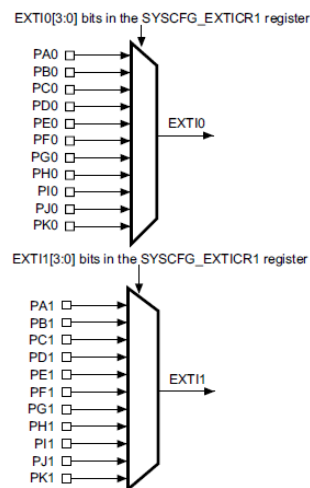 EXTI0[3:0] bits in the SYSCFG_EXTICR1 register
PA0
PB0
PC0
PD0
PE0
PF0
PG0
PH0
PI0
PJ0
PK0
EXTI0
EXTI1[3:0] bits in the SYSCFG_EXTICR1 register
PA1
PB1
PC1
PD1
PE1
PF1
PG1
PH1
PI1
PJ1
PK1
EXTI1